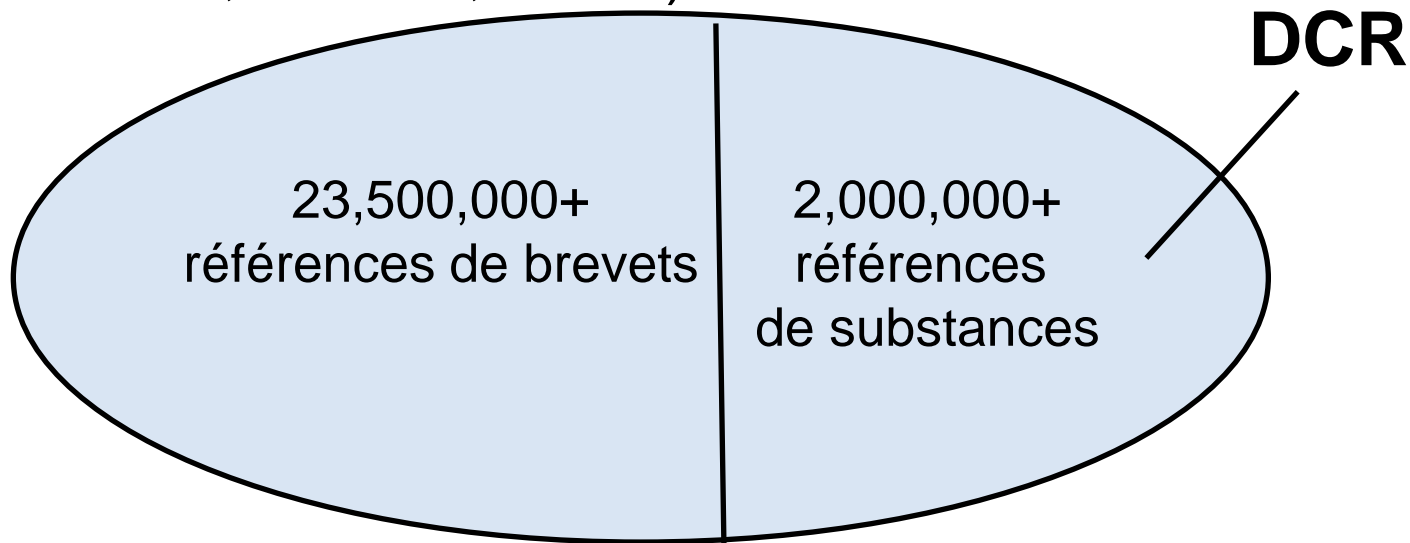 DCR
23,500,000+
références de brevets
2,000,000+
références
de substances